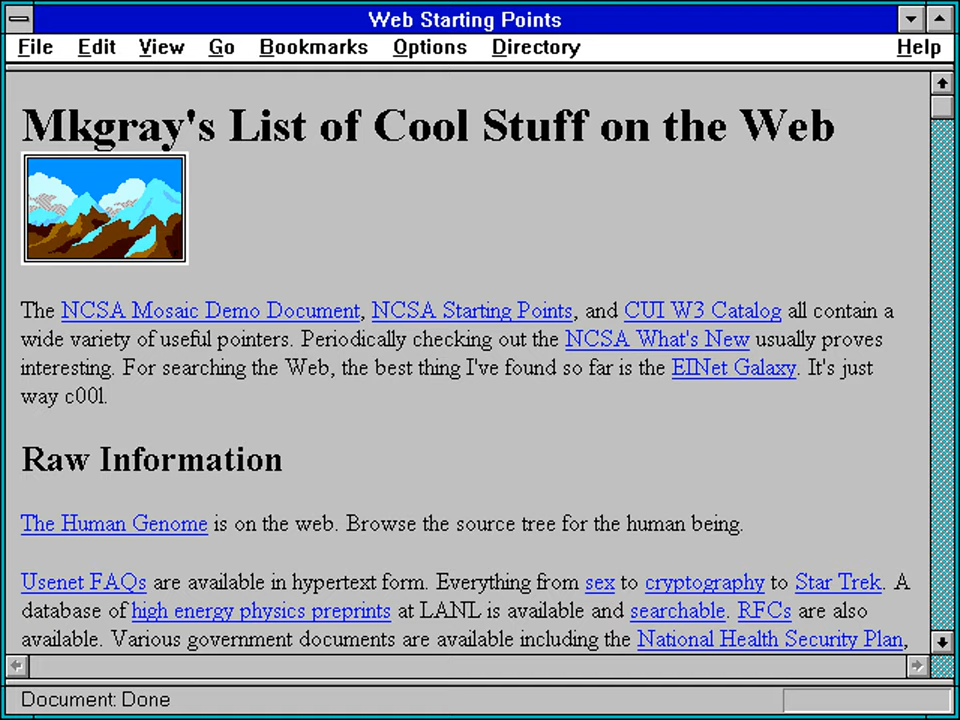 Web Starting Points
File Edit View Go Bookmarks Options Directory Help
Mkgray's List of Cool Stuff on the Web
The NCSA Mosaic Demo Document, NCSA Starting Points, and CUI W3 Catalog all contain a
wide variety of useful pointers. Periodically checking out the NCSA What's New usually proves
interesting. For searching the Web, the best thing I've found so far is the EINet Galaxy. It's just
way c00l.
Raw Information
The Human Genome is on the web. Browse the source tree for the human being.
Usenet FAQs are available in hypertext form. Everything from sex to cryptography to Star Trek. A
database of high energy physics preprints at LANL is available and searchable. RFCs are also
available. Various government documents are available including the National Health Security Plan,
Document: Done